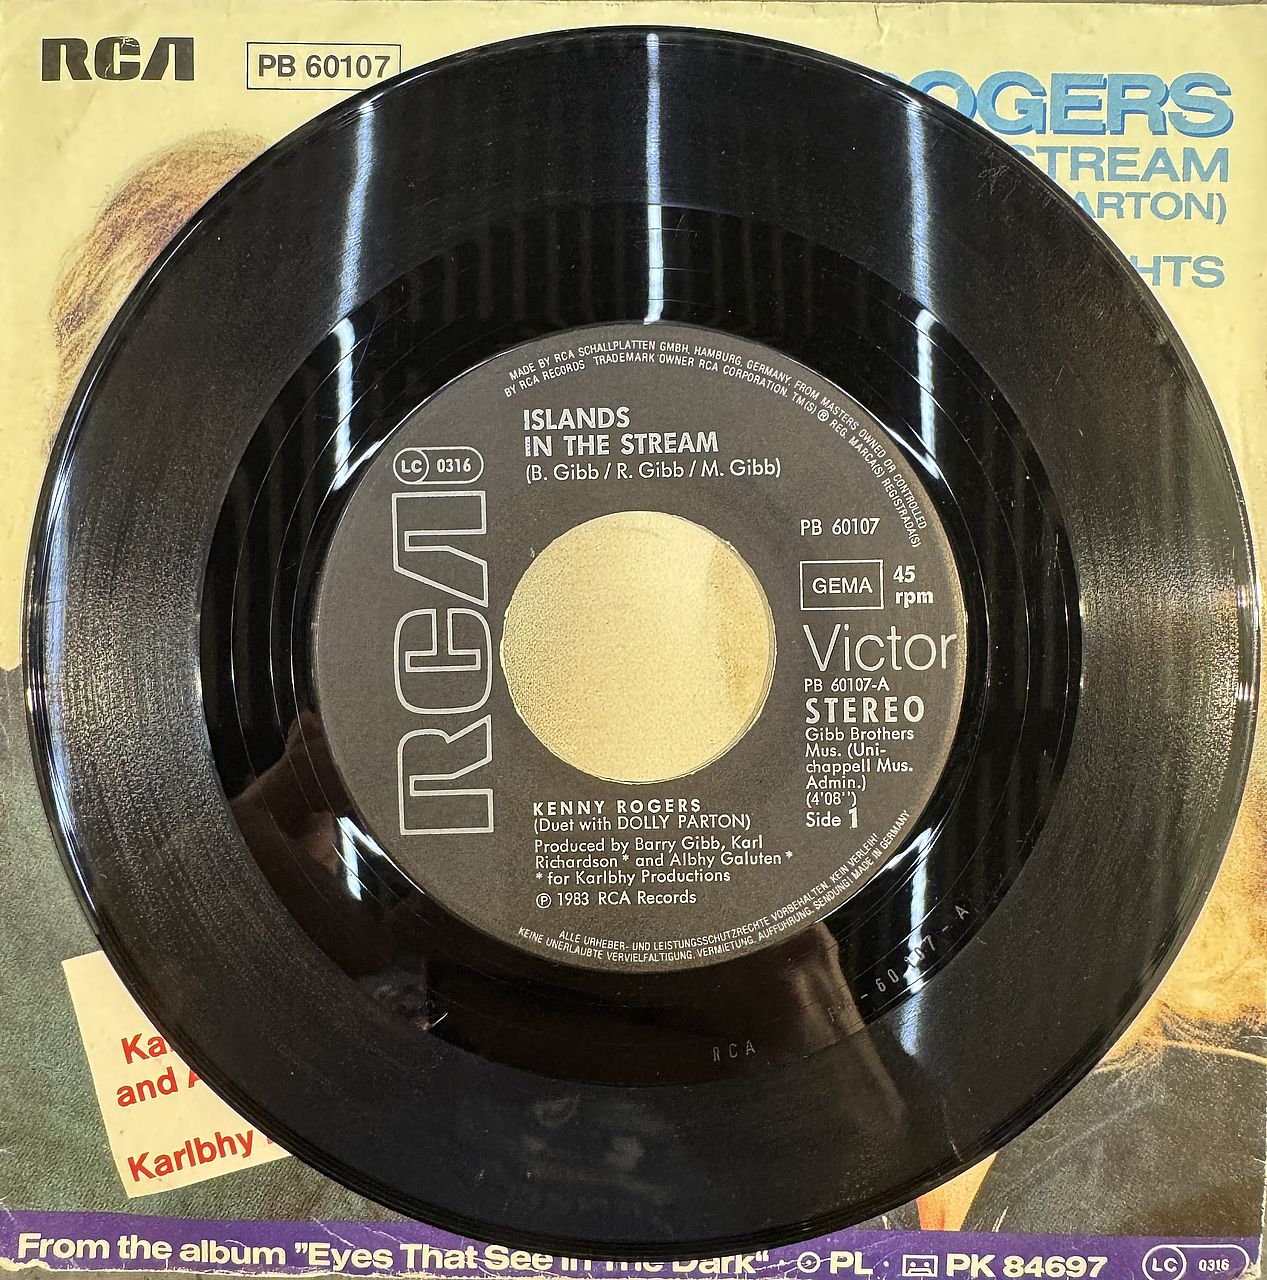 RCA
PB 60107
OGERS
STREAM
ARTON)
HTS
MADE BY RCA SCHALLPLATTEN GMBH, HAMBURG, GERMANY, FROM MASTERS OWNED OR CONTROLLED
BY RCA RECORDS TRADEMARK OWNER RCA CORPORATION. TM(S) ® REG. MARCA(S) REGISTRADA(S)
ISLANDS
IN THE STREAM
(B. Gibb / R. Gibb / M. Gibb)
LC 0316
RCA
PB 60107
GEMA
45
rpm
Victor
PB 60107-A
STEREO
Gibb Brothers
Mus. (Uni-
chappell Mus.
Admin.)
(4'08'')
Side 1
KENNY ROGERS
(Duet with DOLLY PARTON)
Produced by Barry Gibb, Karl
Richardson* and Albhy Galuten*
* for Karlbhy Productions
℗ 1983 RCA Records
ALLE URHEBER- UND LEISTUNGSSCHUTZRECHTE VORBEHALTEN. KEIN VERLEIH!
KEINE UNERLAUBTE VERVIELFALTIGUNG, VERMIETUNG, AUFFÜHRUNG, SENDUNG! MADE IN GERMANY
RCA
Ka
and A
Karlbhy
From the album "Eyes That See In The Dark" · PL · PK 84697
LC 0316